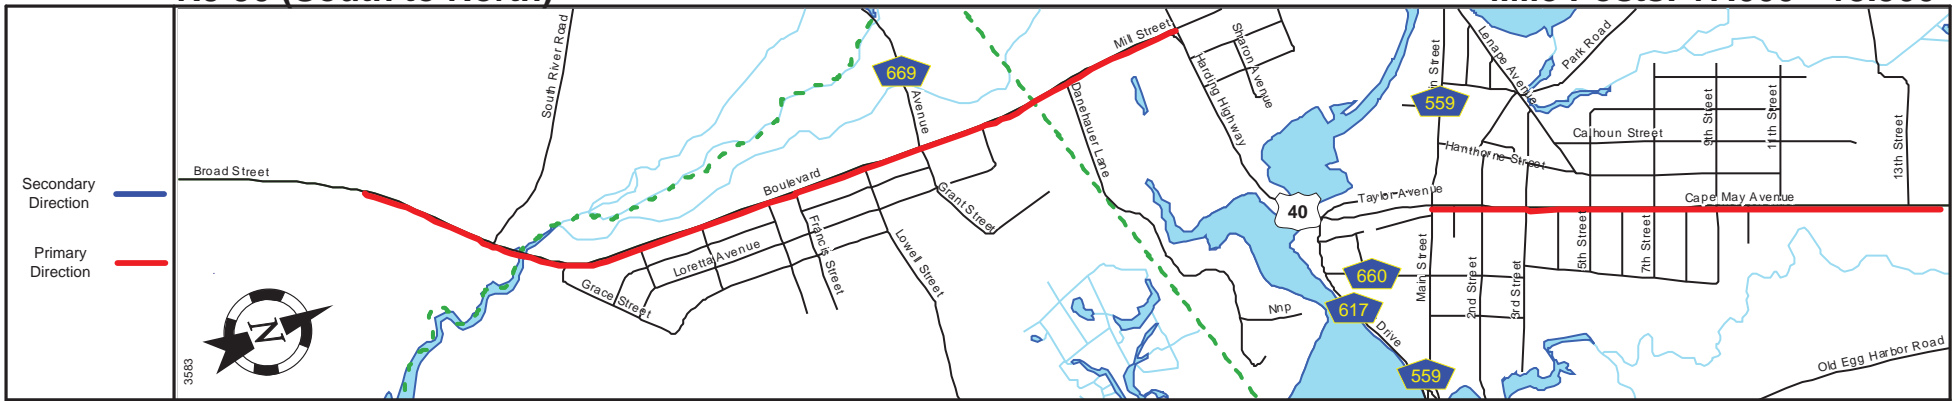 Secondary
Direction
Primary
Direction
3583
N
Broad Street
South River Road
669
Avenue
Mill Street
Sharon Avenue
Harding Highway
Danehauer Lane
Boulevard
Grant Street
Loretta Avenue
Francis Street
Lowell Street
Grace Street
Nnp
40
Taylor Avenue
559
Lenape Avenue
Park Road
Calhoun Street
Hawthorne Street
9th Street
11th Street
13th Street
Cape May Avenue
660
617
Drive
559
Main Street
2nd Street
3rd Street
5th Street
7th Street
Old Egg Harbor Road